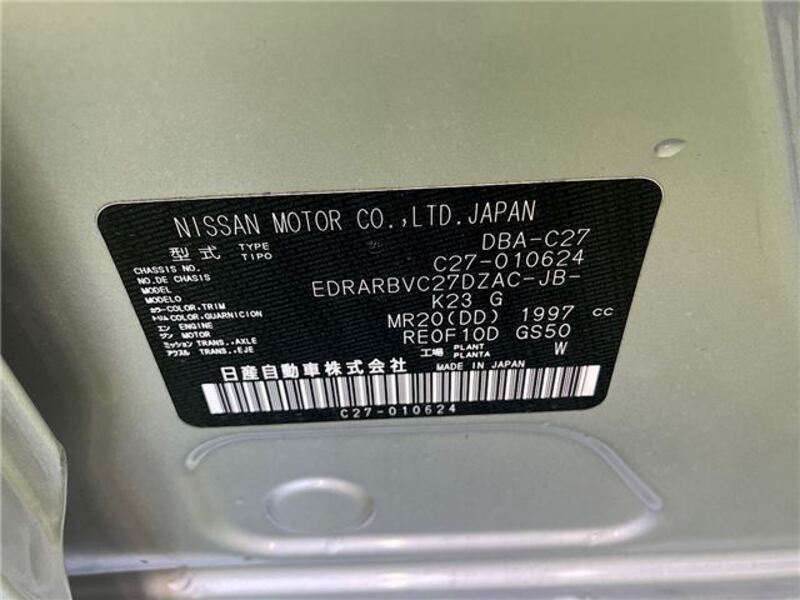 NISSAN MOTOR CO.,LTD.JAPAN
型式 TYPE TIPO DBA-C27
CHASSIS NO. NO.DE CHASIS C27-010624
MODEL MODELO EDRARBVC27DZAC-JB-
カラー COLOR,TRIM トリム COLOR,GUARNICION K23 G
エン ENGINE ジン MOTOR MR20(DD) 1997 CC
ミッション TRANS.,AXLE アクスル TRANS.,EJE RE0F10D GS50
工場 PLANT PLANTA W
日産自動車株式会社 MADE IN JAPAN
C27-010624